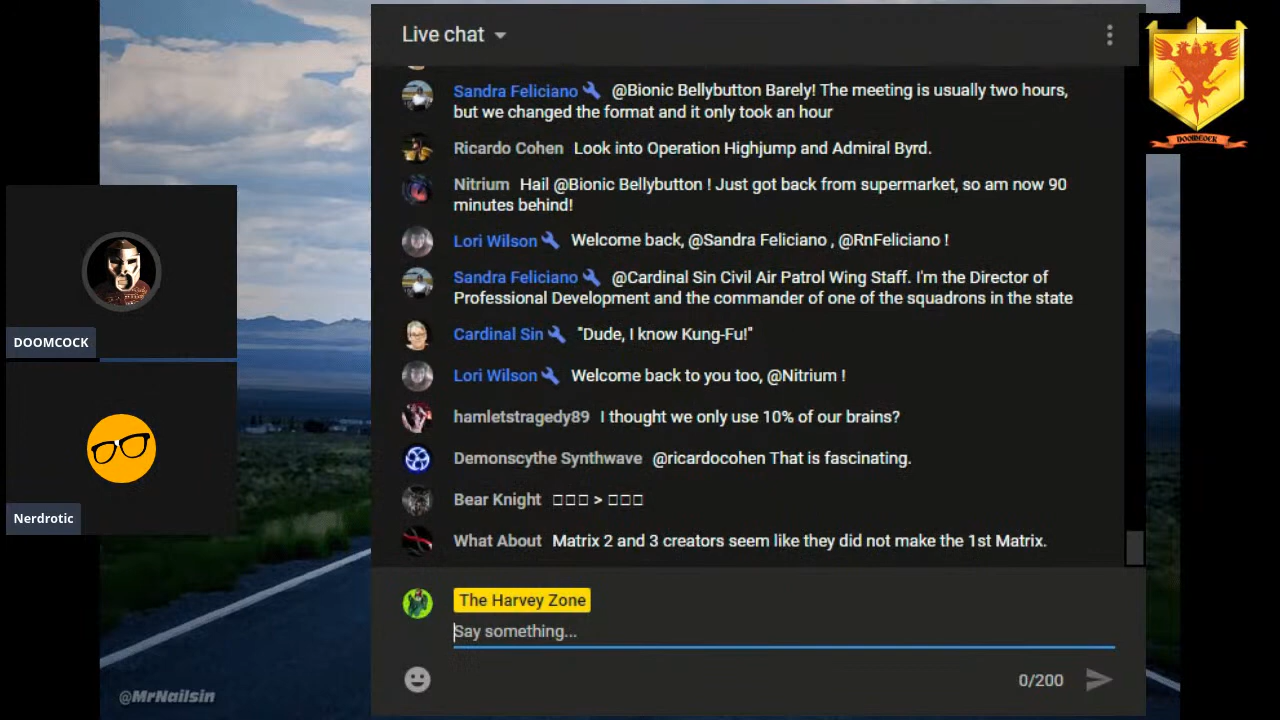 Live chat
DOOMCOCK
Sandra Feliciano @Bionic Bellybutton Barely! The meeting is usually two hours,
but we changed the format and it only took an hour
Ricardo Cohen Look into Operation Highjump and Admiral Byrd.
Nitrium Hail @Bionic Bellybutton ! Just got back from supermarket, so am now 90
minutes behind!
Lori Wilson Welcome back, @Sandra Feliciano , @RnFeliciano !
Sandra Feliciano @Cardinal Sin Civil Air Patrol Wing Staff. I'm the Director of
Professional Development and the commander of one of the squadrons in the state
Cardinal Sin "Dude, I know Kung-Fu!"
DOOMCOCK
Lori Wilson Welcome back to you too, @Nitrium !
hamletstragedy89 I thought we only use 10% of our brains?
Demonscythe Synthwave @ricardocohen That is fascinating.
Bear Knight □□□ > □□□
Nerdrotic
What About Matrix 2 and 3 creators seem like they did not make the 1st Matrix.
The Harvey Zone
Say something...
0/200
@MrNailsin